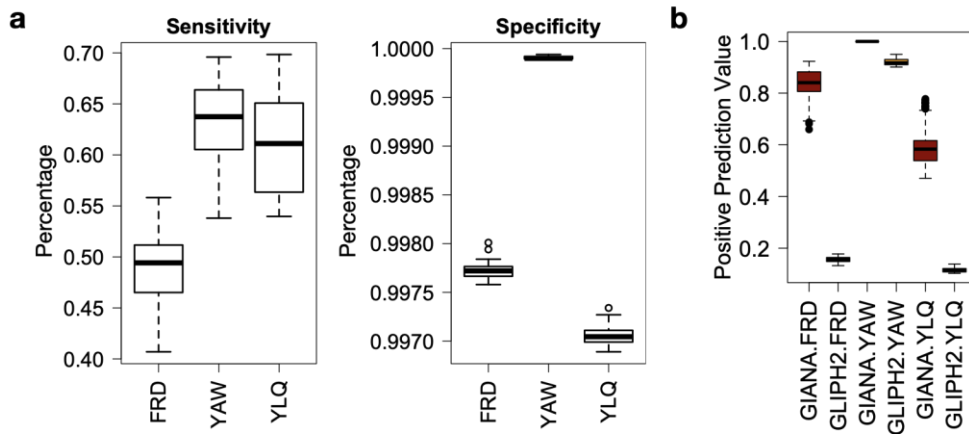 a
Sensitivity
Percentage
0.70
0.65
0.60
0.55
0.50
0.45
0.40
FRD
YAW
YLQ
Specificity
Percentage
1.0000
0.9995
0.9990
0.9985
0.9980
0.9975
0.9970
FRD
YAW
YLQ
b
Positive Prediction Value
1.0
0.8
0.6
0.4
0.2
GIANA.FRD
GLIPH2.FRD
GIANA.YAW
GLIPH2.YAW
GIANA.YLQ
GLIPH2.YLQ